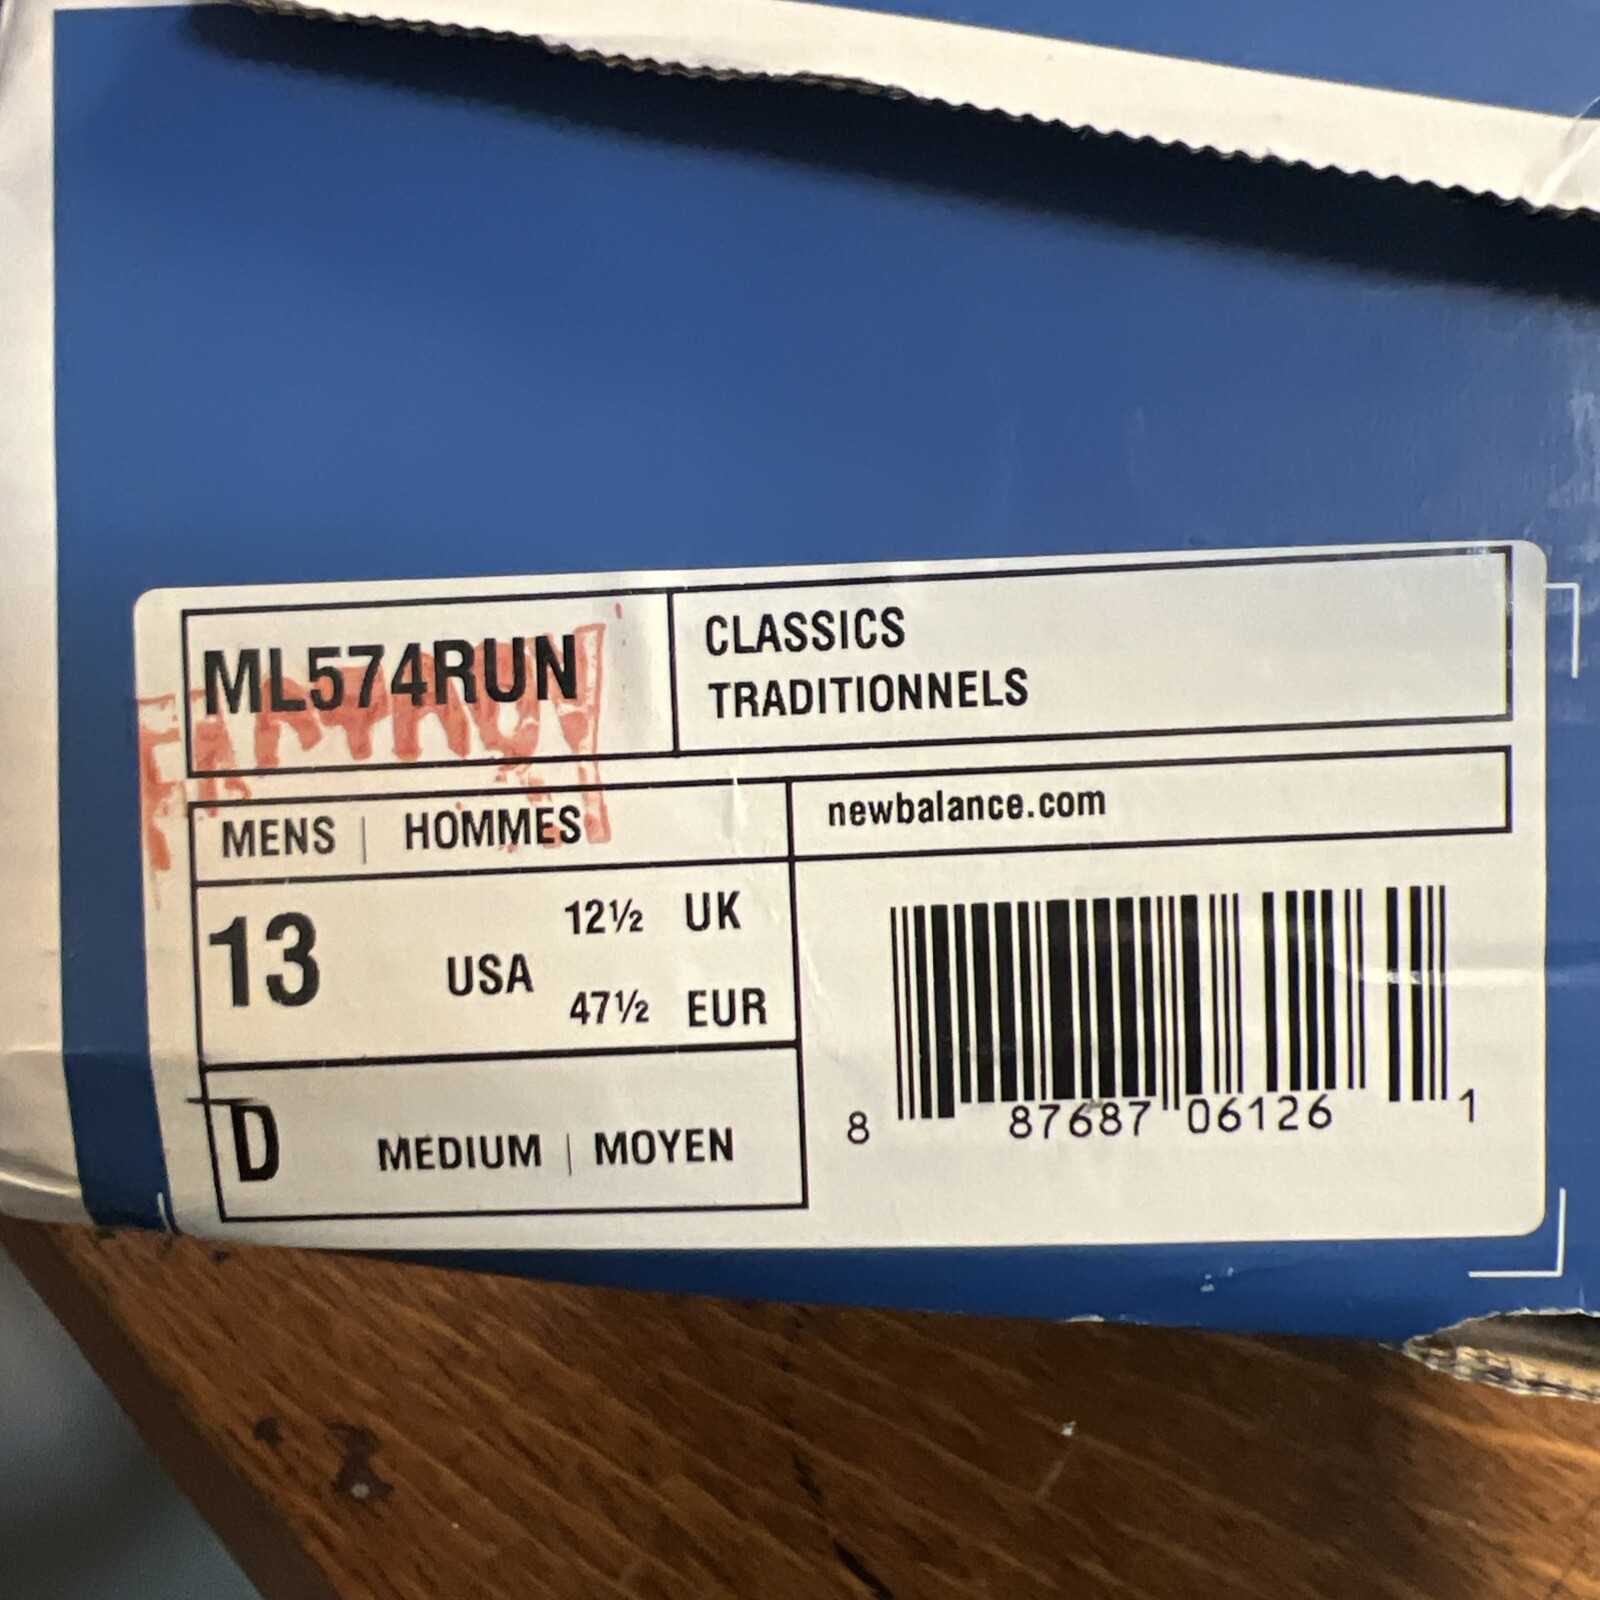 ML574RUN
CLASSICS
TRADITIONNELS
MENS | HOMMES
newbalance.com
13 USA
12½ UK
47½ EUR
D MEDIUM | MOYEN
8 87687 06126 1